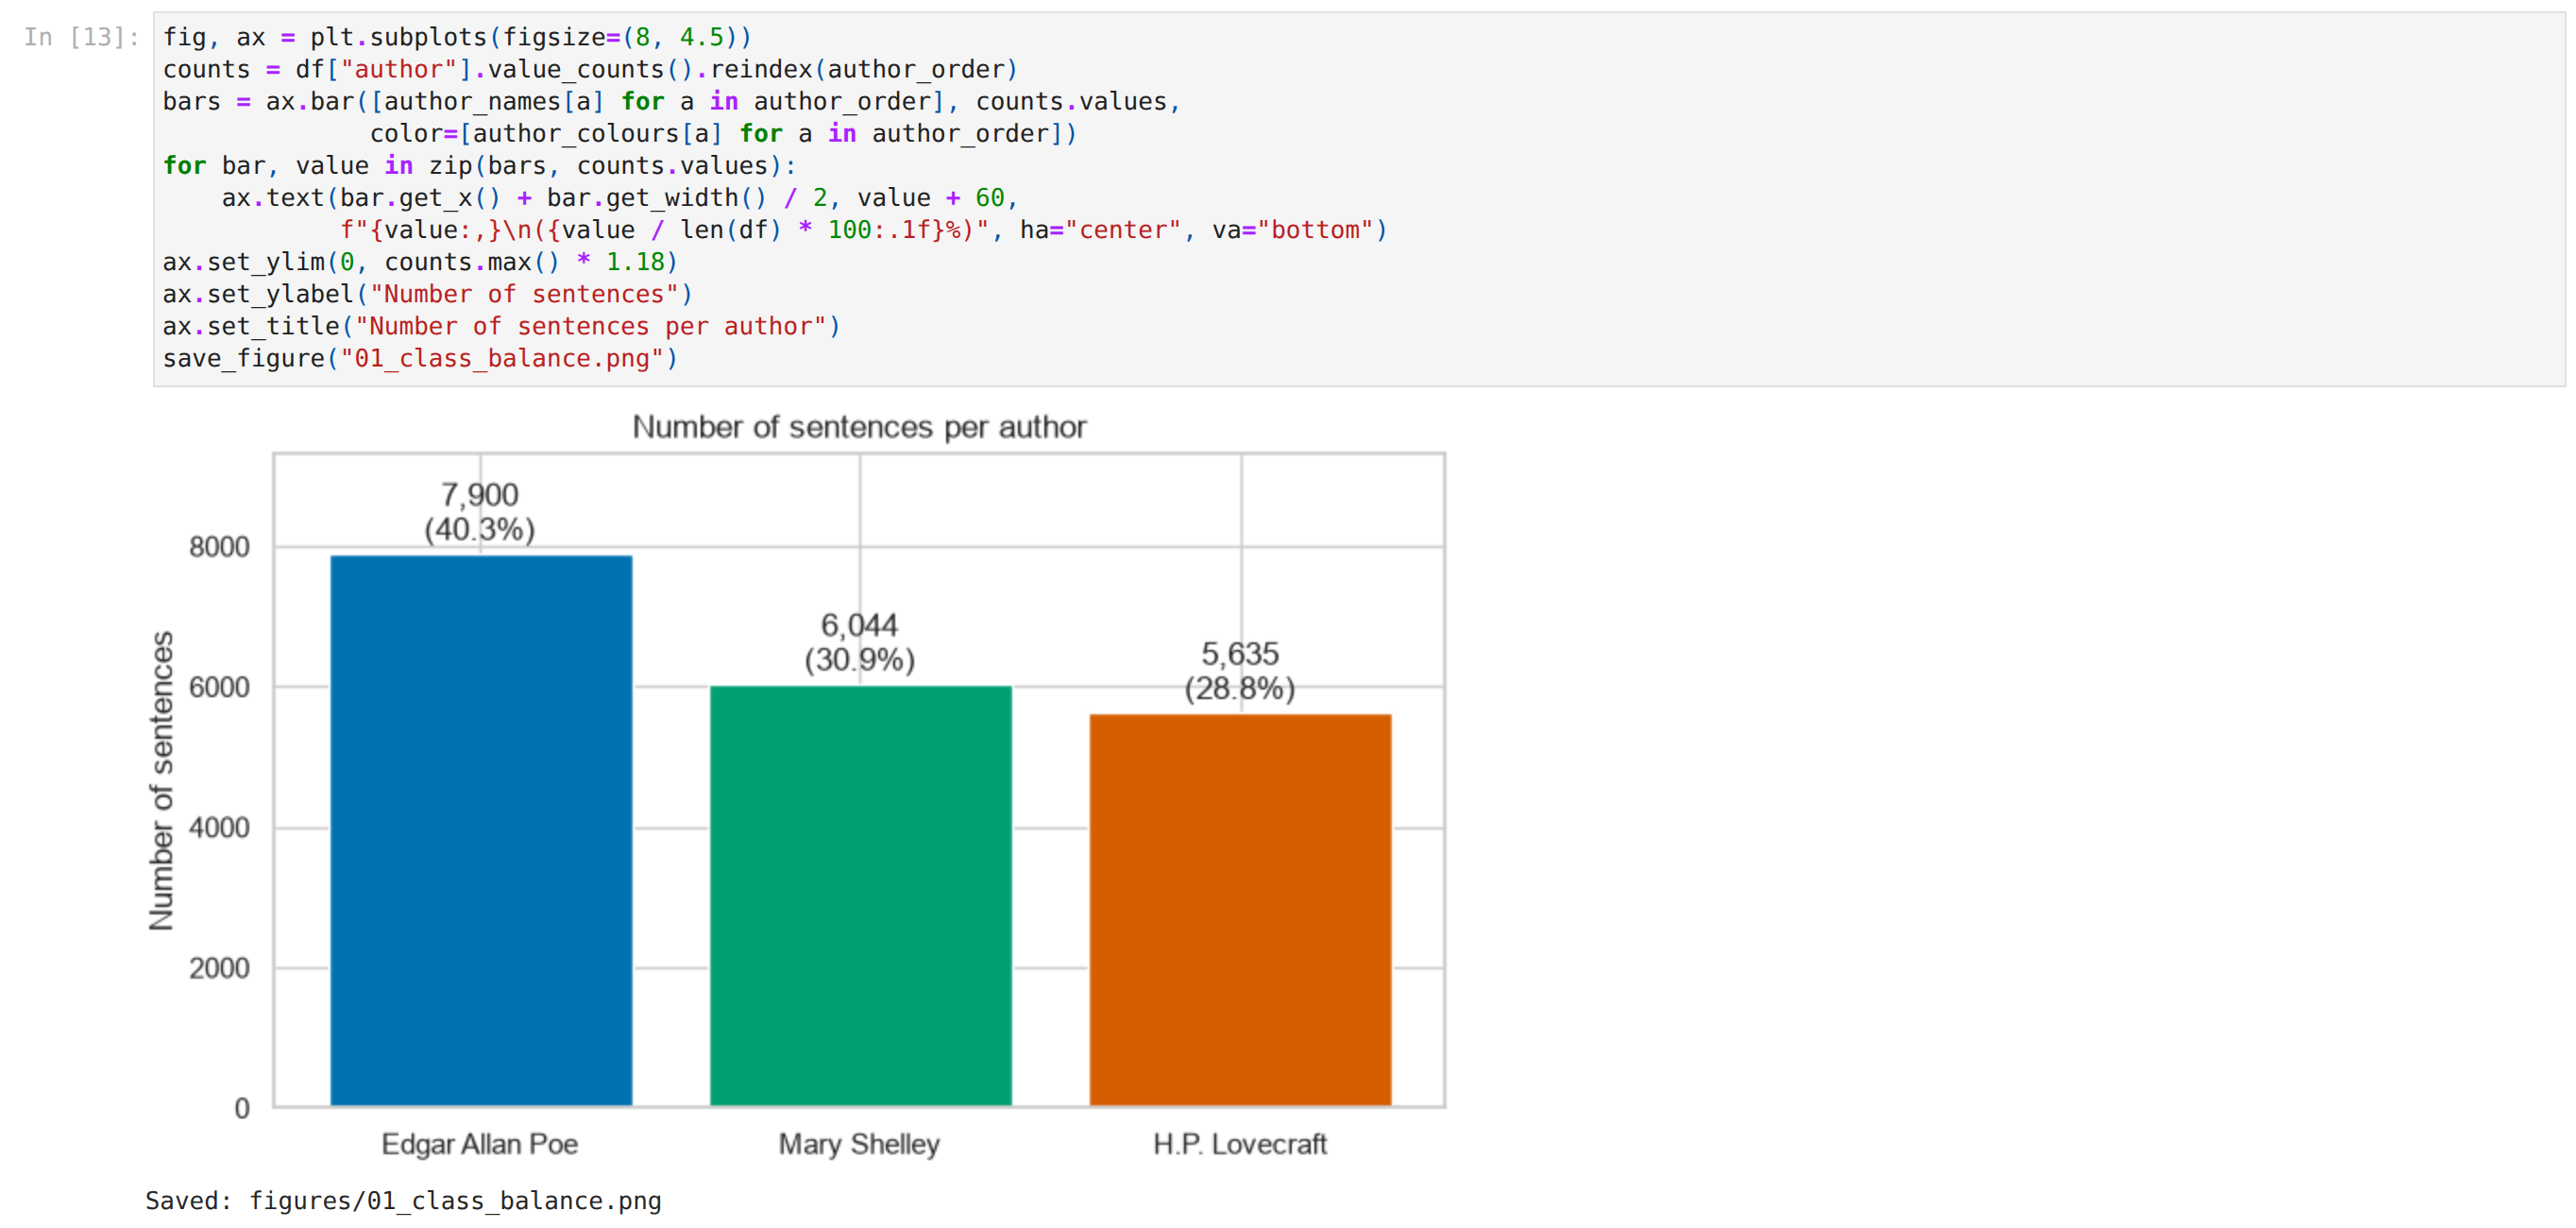 In [13]:
fig, ax = plt.subplots(figsize=(8, 4.5))
counts = df["author"].value_counts().reindex(author_order)
bars = ax.bar([author_names[a] for a in author_order], counts.values,
              color=[author_colours[a] for a in author_order])
for bar, value in zip(bars, counts.values):
    ax.text(bar.get_x() + bar.get_width() / 2, value + 60,
            f"{value:,}\n({value / len(df) * 100:.1f}%)", ha="center", va="bottom")
ax.set_ylim(0, counts.max() * 1.18)
ax.set_ylabel("Number of sentences")
ax.set_title("Number of sentences per author")
save_figure("01_class_balance.png")
Number of sentences per author
7,900
(40.3%)
6,044
(30.9%)
5,635
(28.8%)
Number of sentences
8000
6000
4000
2000
0
Edgar Allan Poe
Mary Shelley
H.P. Lovecraft
Saved: figures/01_class_balance.png